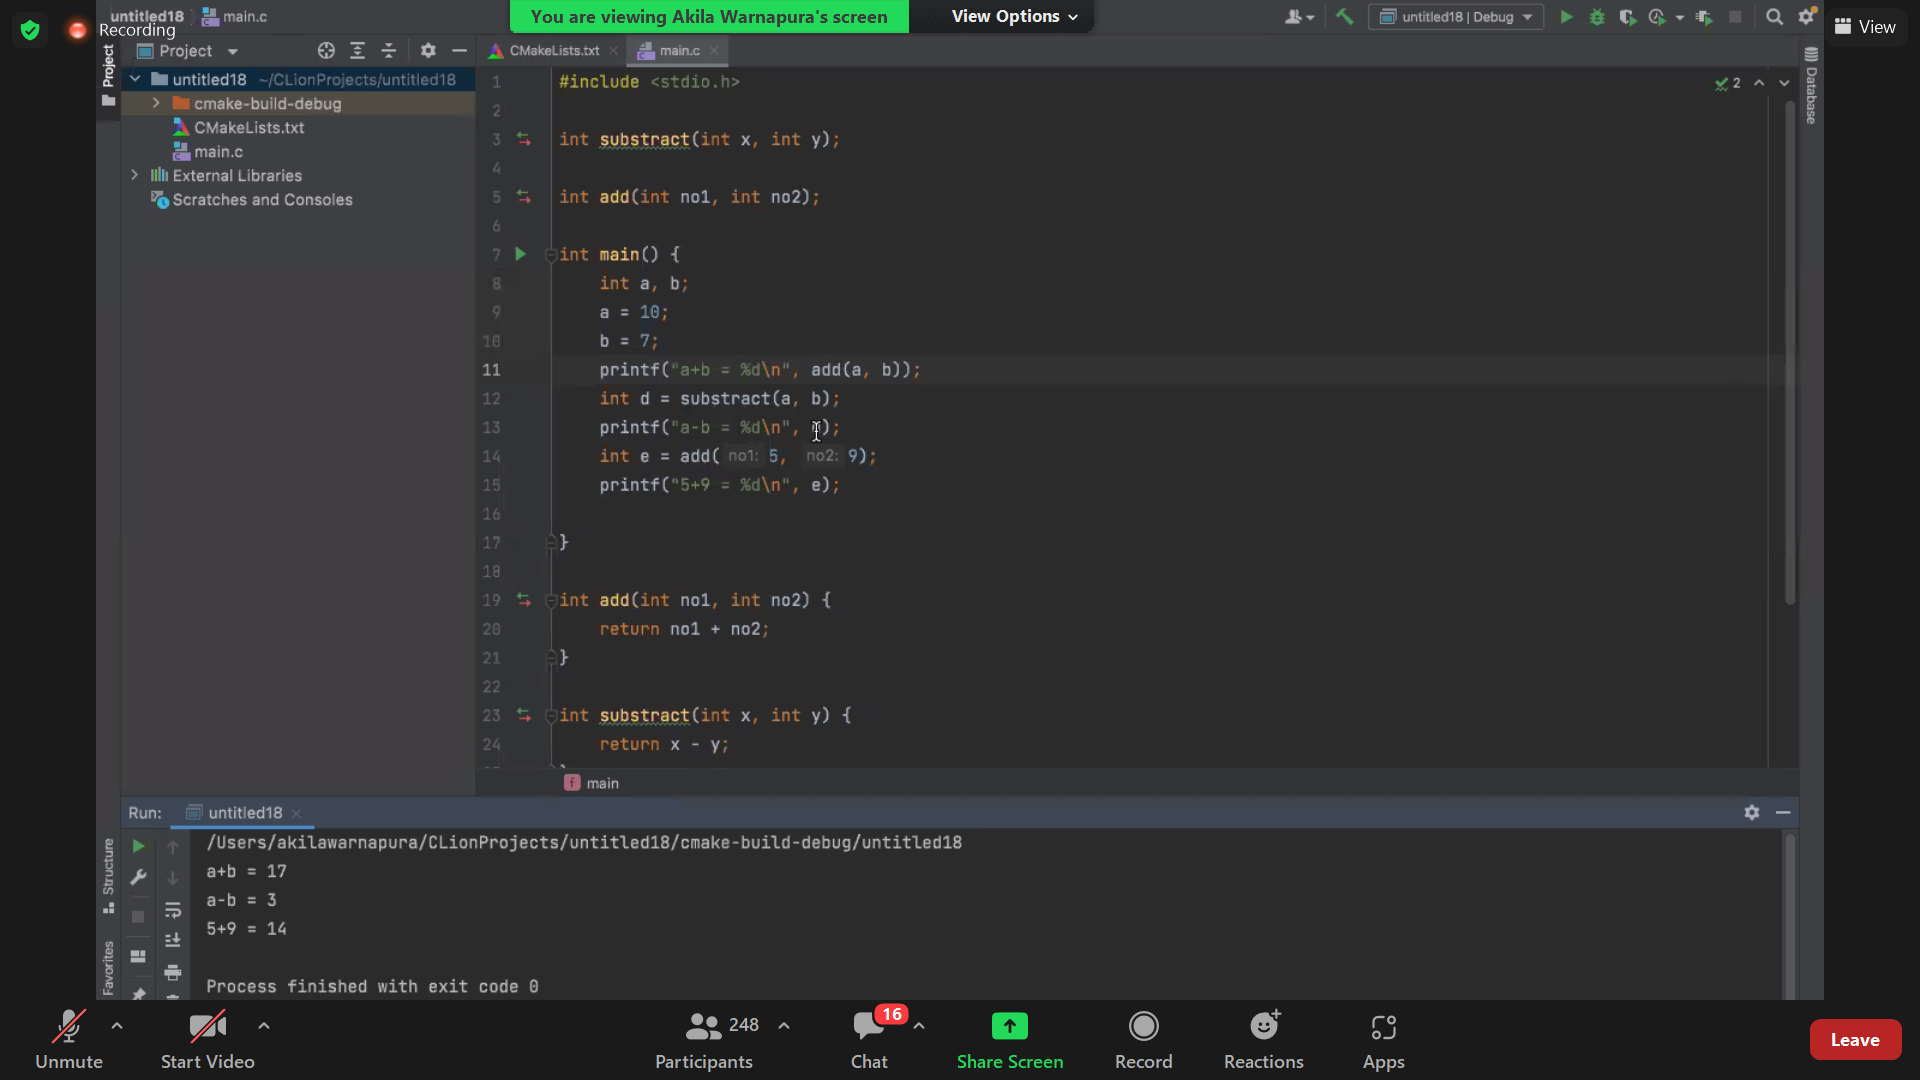 untitled18 main.c
Recording
You are viewing Akila Warnapura's screen
View Options
untitled18 | Debug
View
Project
Project
CMakeLists.txt
main.c
untitled18 ~/CLionProjects/untitled18
cmake-build-debug
CMakeLists.txt
main.c
External Libraries
Scratches and Consoles
1 #include <stdio.h>
2
3 int substract(int x, int y);
4
5 int add(int no1, int no2);
6
7 int main() {
8 int a, b;
9 a = 10;
10 b = 7;
11 printf("a+b = %d\n", add(a, b));
12 int d = substract(a, b);
13 printf("a-b = %d\n", );
14 int e = add( no1: 5, no2: 9);
15 printf("5+9 = %d\n", e);
16
17 }
18
19 int add(int no1, int no2) {
20 return no1 + no2;
21 }
22
23 int substract(int x, int y) {
24 return x - y;
2
Database
main
Run: untitled18
Structure
Favorites
/Users/akilawarnapura/CLionProjects/untitled18/cmake-build-debug/untitled18
a+b = 17
a-b = 3
5+9 = 14
Process finished with exit code 0
Unmute
Start Video
248
Participants
16
Chat
Share Screen
Record
Reactions
Apps
Leave